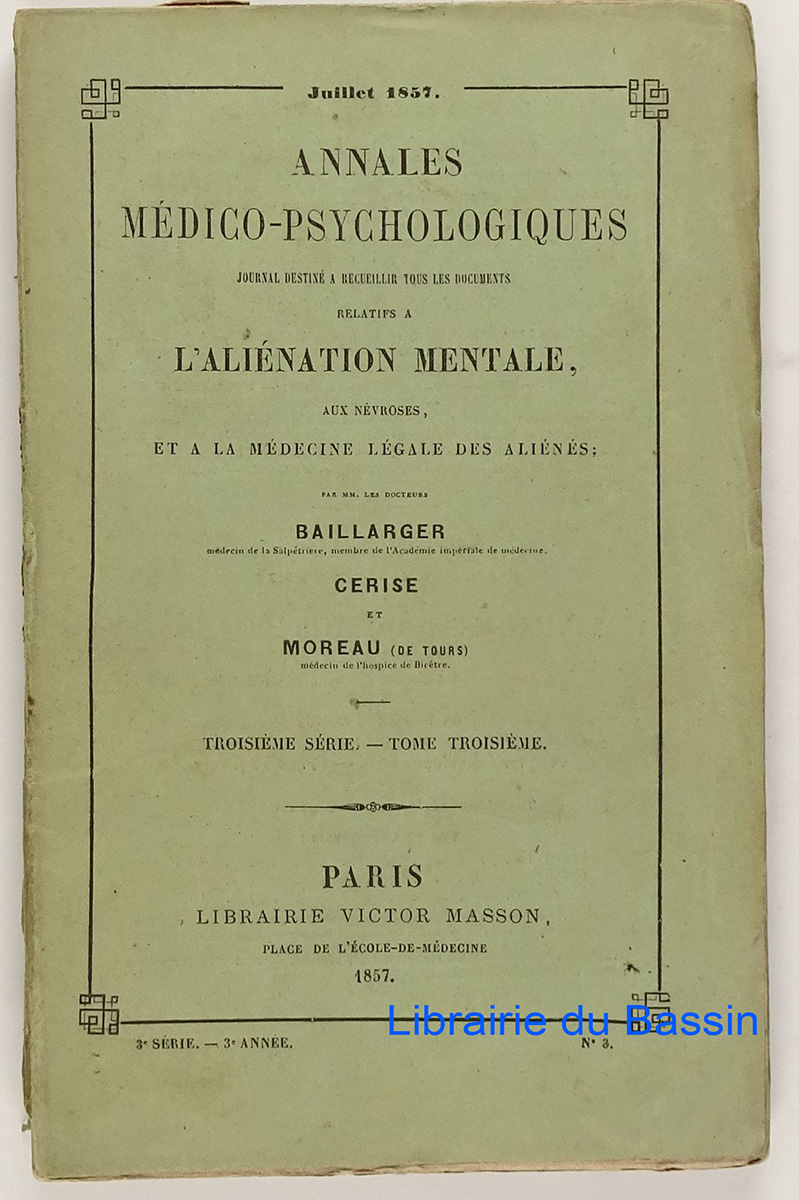 Juillet 1857.
ANNALES
MÉDICO-PSYCHOLOGIQUES
JOURNAL DESTINÉ A RECUEILLIR TOUS LES DOCUMENTS
RELATIFS A
L'ALIÉNATION MENTALE,
AUX NÉVROSES,
ET A LA MÉDECINE LÉGALE DES ALIÉNÉS;
PAR MM. LES DOCTEURS
BAILLARGER
médecin de la Salpêtrière, membre de l'Académie impériale de médecine.
CERISE
ET
MOREAU (DE TOURS)
médecin de l'hospice de Bicêtre.
TROISIÈME SÉRIE. — TOME TROISIÈME.
PARIS
LIBRAIRIE VICTOR MASSON,
PLACE DE L'ÉCOLE-DE-MÉDECINE
1857.
Librairie du Bassin
3e SÉRIE. — 3e ANNÉE. N° 3.